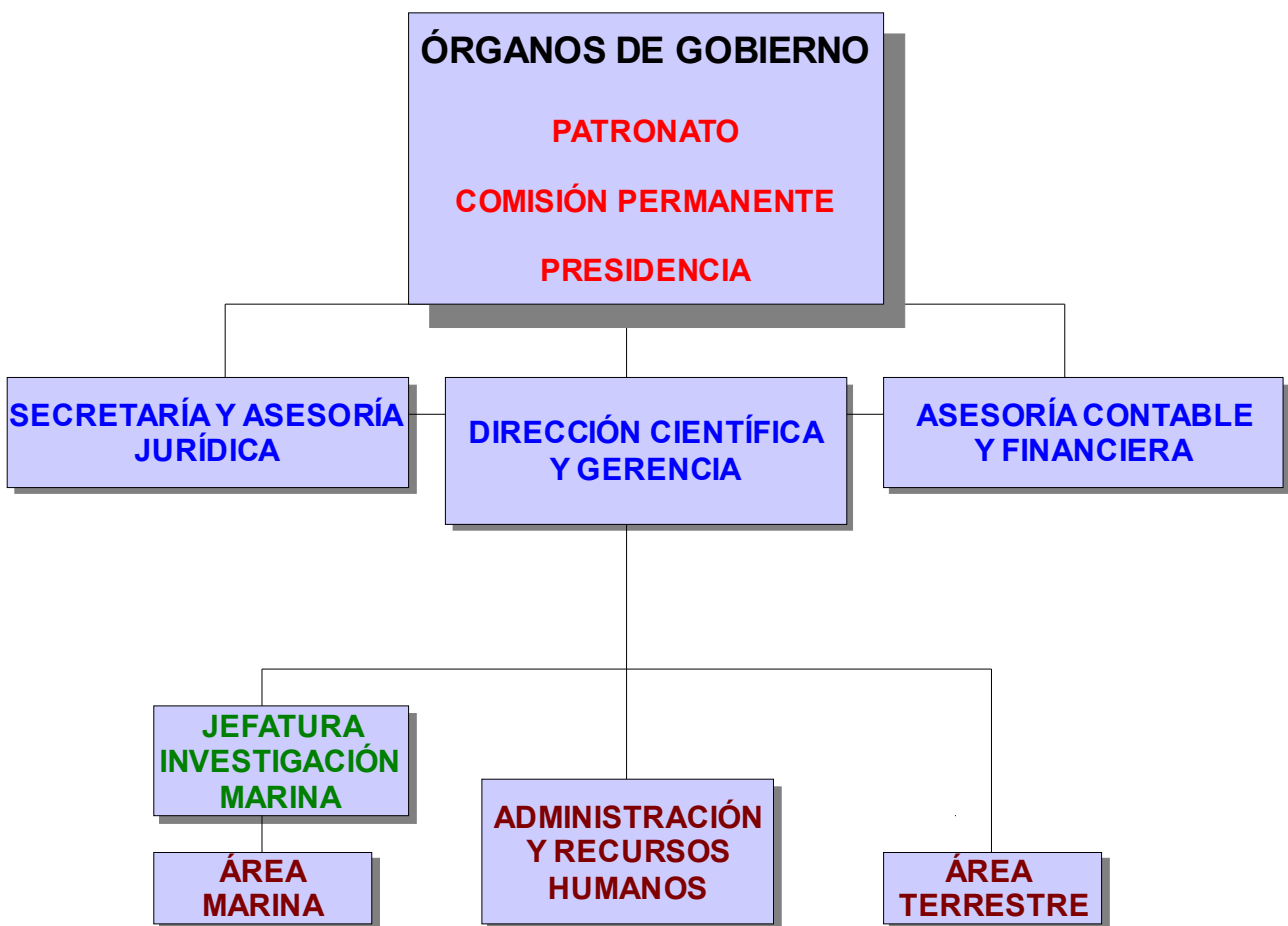 ÓRGANOS DE GOBIERNO
PATRONATO
COMISIÓN PERMANENTE
PRESIDENCIA
SECRETARÍA Y ASESORÍA
JURÍDICA
DIRECCIÓN CIENTÍFICA
Y GERENCIA
ASESORÍA CONTABLE
Y FINANCIERA
JEFATURA
INVESTIGACIÓN
MARINA
ÁREA
MARINA
ADMINISTRACIÓN
Y RECURSOS
HUMANOS
ÁREA
TERRESTRE